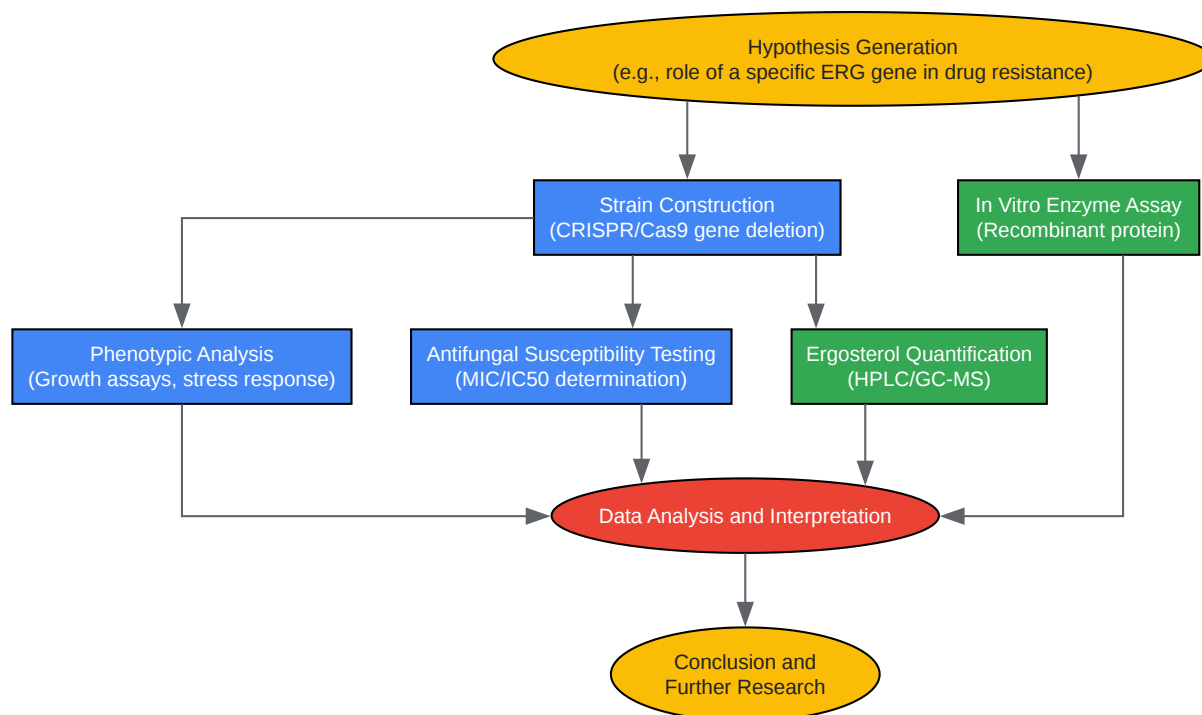 Hypothesis Generation
(e.g., role of a specific ERG gene in drug resistance)
Strain Construction
(CRISPR/Cas9 gene deletion)
In Vitro Enzyme Assay
(Recombinant protein)
Phenotypic Analysis
(Growth assays, stress response)
Antifungal Susceptibility Testing
(MIC/IC50 determination)
Ergosterol Quantification
(HPLC/GC-MS)
Data Analysis and Interpretation
Conclusion and
Further Research